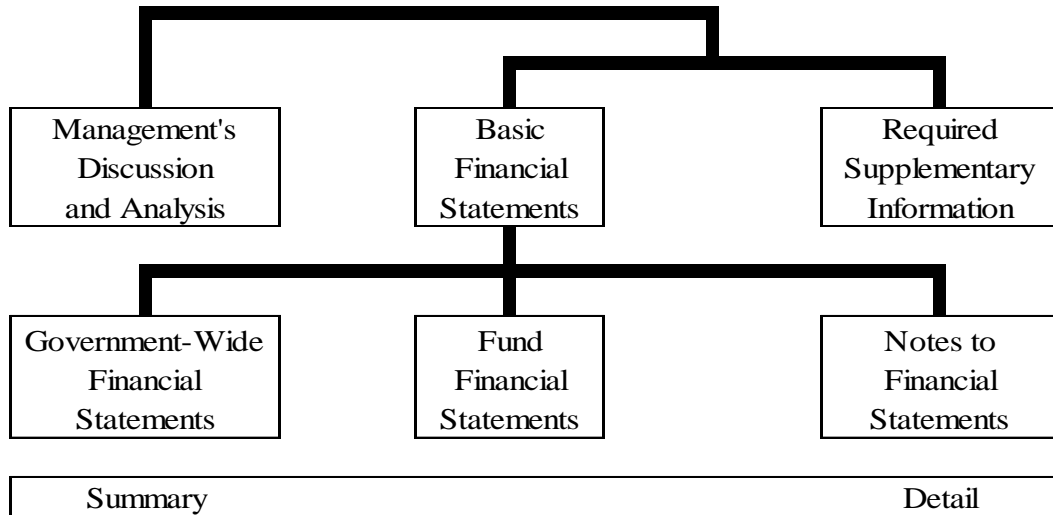 Management's
Discussion
and Analysis
Basic
Financial
Statements
Required
Supplementary
Information
Government-Wide
Financial
Statements
Fund
Financial
Statements
Notes to
Financial
Statements
Summary Detail